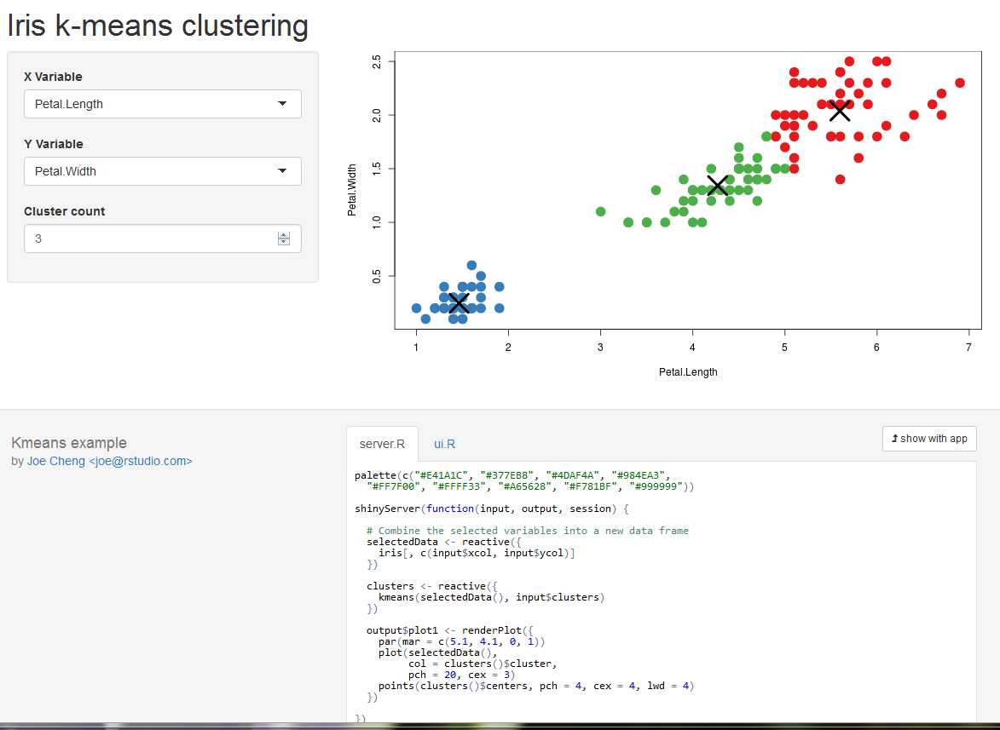 Iris k-means clustering
X Variable
Petal.Length
Y Variable
Petal.Width
Cluster count
3
Petal.Width
2.5
2.0
1.5
1.0
0.5
1 2 3 4 5 6 7
Petal.Length
Kmeans example
by Joe Cheng <joe@rstudio.com>
server.R
ui.R
show with app
palette(c("#E41A1C", "#377EB8", "#4DAF4A", "#984EA3",
"#FF7F00", "#FFFF33", "#A65628", "#F781BF", "#999999"))
shinyServer(function(input, output, session) {
# Combine the selected variables into a new data frame
selectedData <- reactive({
iris[, c(input$xcol, input$ycol)]
})
clusters <- reactive({
kmeans(selectedData(), input$clusters)
})
output$plot1 <- renderPlot({
par(mar = c(5.1, 4.1, 0, 1))
plot(selectedData(),
col = clusters()$cluster,
pch = 20, cex = 3)
points(clusters()$centers, pch = 4, cex = 4, lwd = 4)
})
})